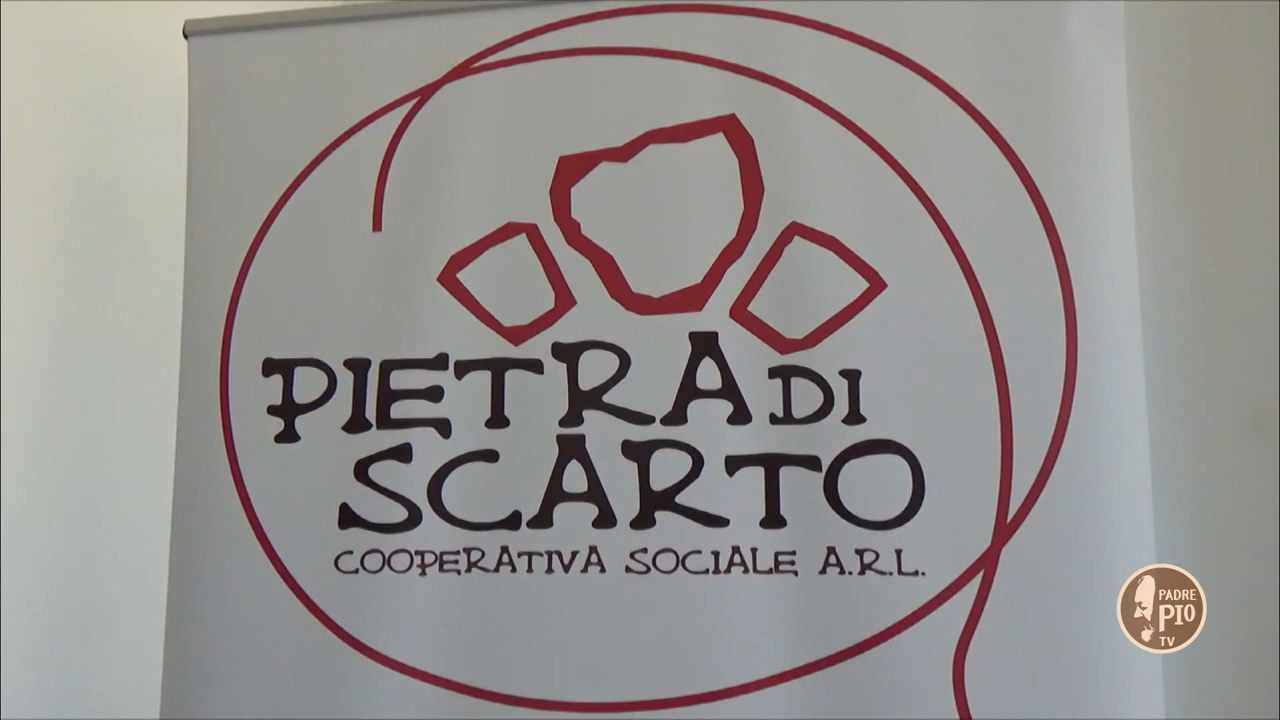 PIETRA DI
SCARTO
COOPERATIVA SOCIALE A.R.L.
PADRE
PIO
TV